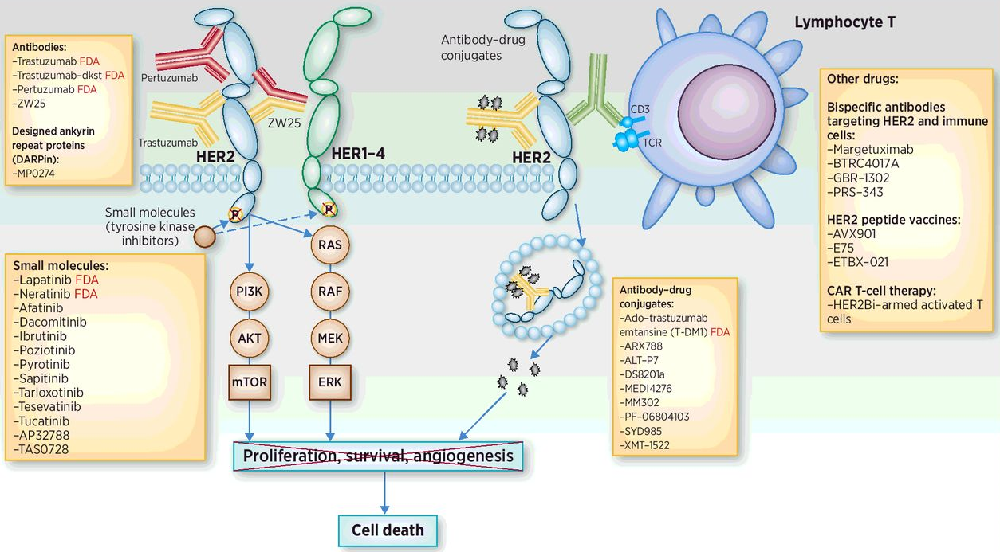 Lymphocyte T
Antibodies:
–Trastuzumab FDA
–Trastuzumab–dkst FDA
–Pertuzumab FDA
–ZW25
Designed ankyrin
repeat proteins
(DARPin):
–MP0274
Pertuzumab
Trastuzumab
HER2
ZW25
HER1–4
Antibody–drug
conjugates
HER2
CD3
TCR
Other drugs:
Bispecific antibodies
targeting HER2 and immune
cells:
–Margetuximab
–BTRC4017A
–GBR–1302
–PRS–343
HER2 peptide vaccines:
–AVX901
–E75
–ETBX–021
CAR T-cell therapy:
–HER2Bi–armed activated T
cells
P
P
Small molecules
(tyrosine kinase
inhibitors)
Small molecules:
–Lapatinib FDA
–Neratinib FDA
–Afatinib
–Dacomitinib
–Ibrutinib
–Poziotinib
–Pyrotinib
–Sapitinib
–Tarloxotinib
–Tesevatinib
–Tucatinib
–AP32788
–TAS0728
PI3K
AKT
mTOR
RAS
RAF
MEK
ERK
Antibody–drug
conjugates:
–Ado–trastuzumab
emtansine (T-DM1) FDA
–ARX788
–ALT–P7
–DS8201a
–MEDI4276
–MM302
–PF–06804103
–SYD985
–XMT–1522
Proliferation, survival, angiogenesis
Cell death